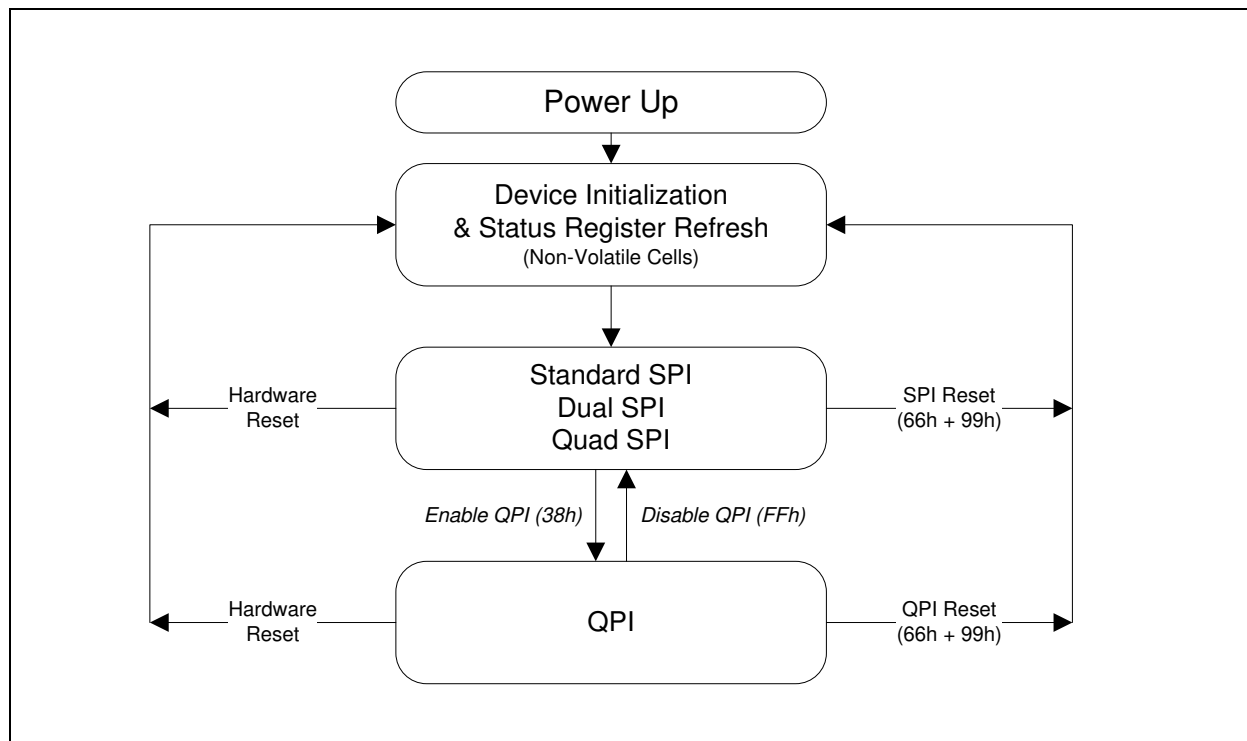 Power Up
Device Initialization
& Status Register Refresh
(Non-Volatile Cells)
Hardware
Reset
Standard SPI
Dual SPI
Quad SPI
SPI Reset
(66h + 99h)
Enable QPI (38h)
Disable QPI (FFh)
Hardware
Reset
QPI
QPI Reset
(66h + 99h)